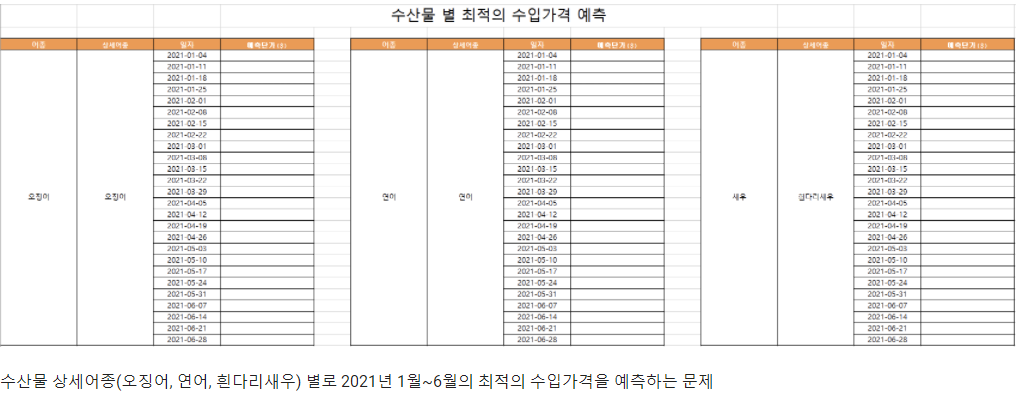 수산물 별 최적의 수입가격 예측
어종 상세어종 일자 예측단가($) 어종 상세어종 일자 예측단가($) 어종 상세어종 일자 예측단가($)
2021-01-04 2021-01-04 2021-01-04
2021-01-11 2021-01-11 2021-01-11
2021-01-18 2021-01-18 2021-01-18
2021-01-25 2021-01-25 2021-01-25
2021-02-01 2021-02-01 2021-02-01
2021-02-08 2021-02-08 2021-02-08
2021-02-15 2021-02-15 2021-02-15
2021-02-22 2021-02-22 2021-02-22
2021-03-01 2021-03-01 2021-03-01
2021-03-08 2021-03-08 2021-03-08
2021-03-15 2021-03-15 2021-03-15
2021-03-22 2021-03-22 2021-03-22
오징어 오징어 2021-03-29 연어 연어 2021-03-29 새우 흰다리새우 2021-03-29
2021-04-05 2021-04-05 2021-04-05
2021-04-12 2021-04-12 2021-04-12
2021-04-19 2021-04-19 2021-04-19
2021-04-26 2021-04-26 2021-04-26
2021-05-03 2021-05-03 2021-05-03
2021-05-10 2021-05-10 2021-05-10
2021-05-17 2021-05-17 2021-05-17
2021-05-24 2021-05-24 2021-05-24
2021-05-31 2021-05-31 2021-05-31
2021-06-07 2021-06-07 2021-06-07
2021-06-14 2021-06-14 2021-06-14
2021-06-21 2021-06-21 2021-06-21
2021-06-28 2021-06-28 2021-06-28
수산물 상세어종(오징어, 연어, 흰다리새우) 별로 2021년 1월~6월의 최적의 수입가격을 예측하는 문제